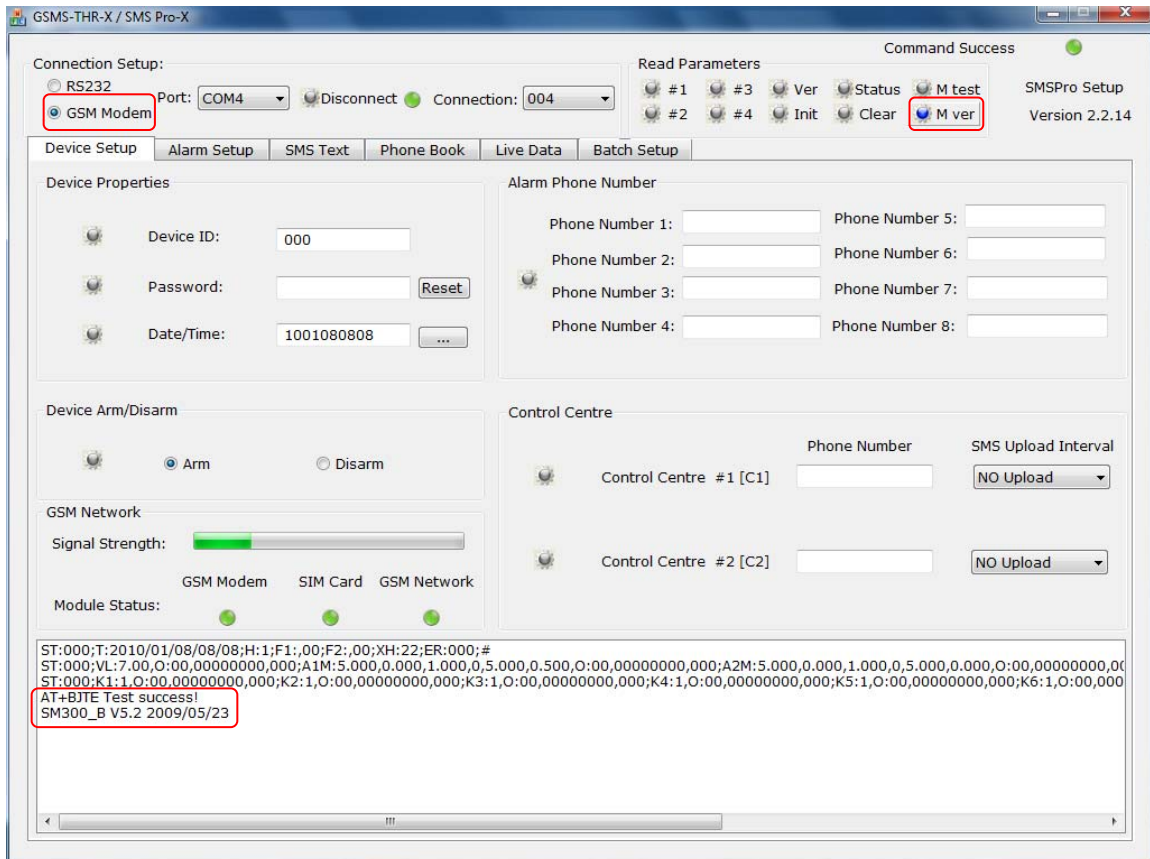 GSMS-THR-X / SMS Pro-X
Command Success
Connection Setup:
RS232
GSM Modem
Port: COM4
Disconnect
Connection: 004
Read Parameters
#1 #3 Ver Status M test
#2 #4 Init Clear M ver
SMSPro Setup
Version 2.2.14
Device Setup Alarm Setup SMS Text Phone Book Live Data Batch Setup
Device Properties
Device ID: 000
Password: Reset
Date/Time: 1001080808 ...
Alarm Phone Number
Phone Number 1: Phone Number 5:
Phone Number 2: Phone Number 6:
Phone Number 3: Phone Number 7:
Phone Number 4: Phone Number 8:
Device Arm/Disarm
Arm Disarm
Control Centre
Phone Number SMS Upload Interval
Control Centre #1 [C1] NO Upload
Control Centre #2 [C2] NO Upload
GSM Network
Signal Strength:
GSM Modem SIM Card GSM Network
Module Status:
ST:000;T:2010/01/08/08/08;H:1;F1:,00;F2:,00;XH:22;ER:000;#
ST:000;VL:7.00,O:00,00000000,000;A1M:5.000,0.000,1.000,0,5.000,0.500,O:00,00000000,000;A2M:5.000,0.000,1.000,0,5.000,0.000,O:00,00000000,0
ST:000;K1:1,O:00,00000000,000;K2:1,O:00,00000000,000;K3:1,O:00,00000000,000;K4:1,O:00,00000000,000;K5:1,O:00,00000000,000;K6:1,O:00,000
AT+BJTE Test success!
SM300_B V5.2 2009/05/23